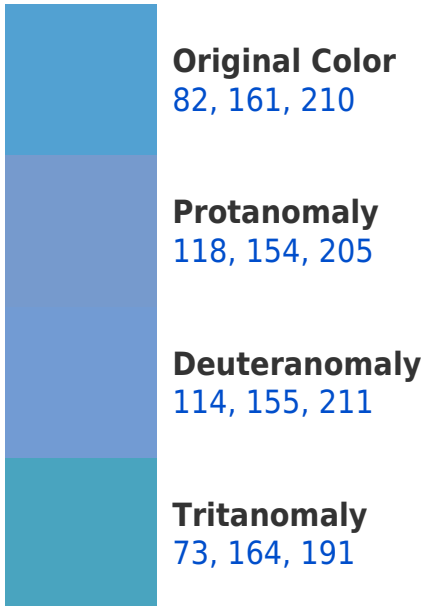 Original Color
82, 161, 210
Protanomaly
118, 154, 205
Deuteranomaly
114, 155, 211
Tritanomaly
73, 164, 191